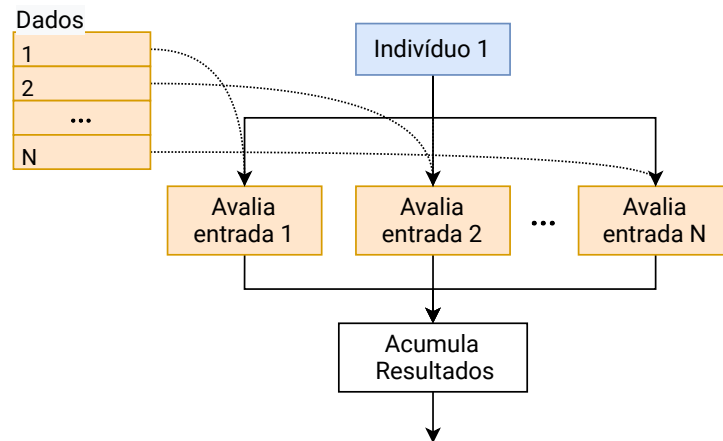 Dados
1
2
...
N
Indivíduo 1
Avalia
entrada 1
Avalia
entrada 2
...
Avalia
entrada N
Acumula
Resultados